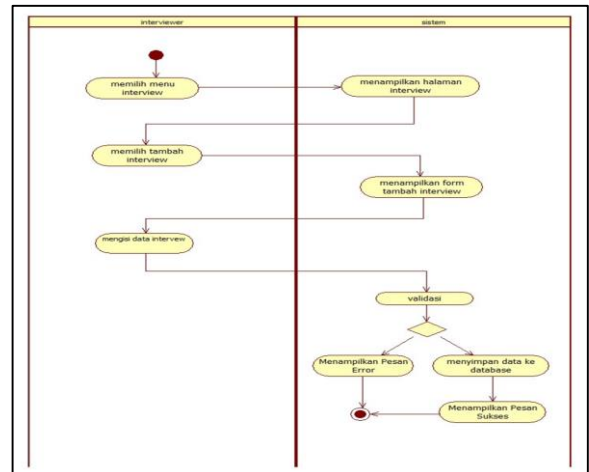 interviewer
sistem
memilih menu
interview
menampilkan halaman
interview
memilih tambah
interview
menampilkan form
tambah interview
mengisi data intervew
validasi
Menampilkan Pesan
Error
menyimpan data ke
database
Menampilkan Pesan
Sukses